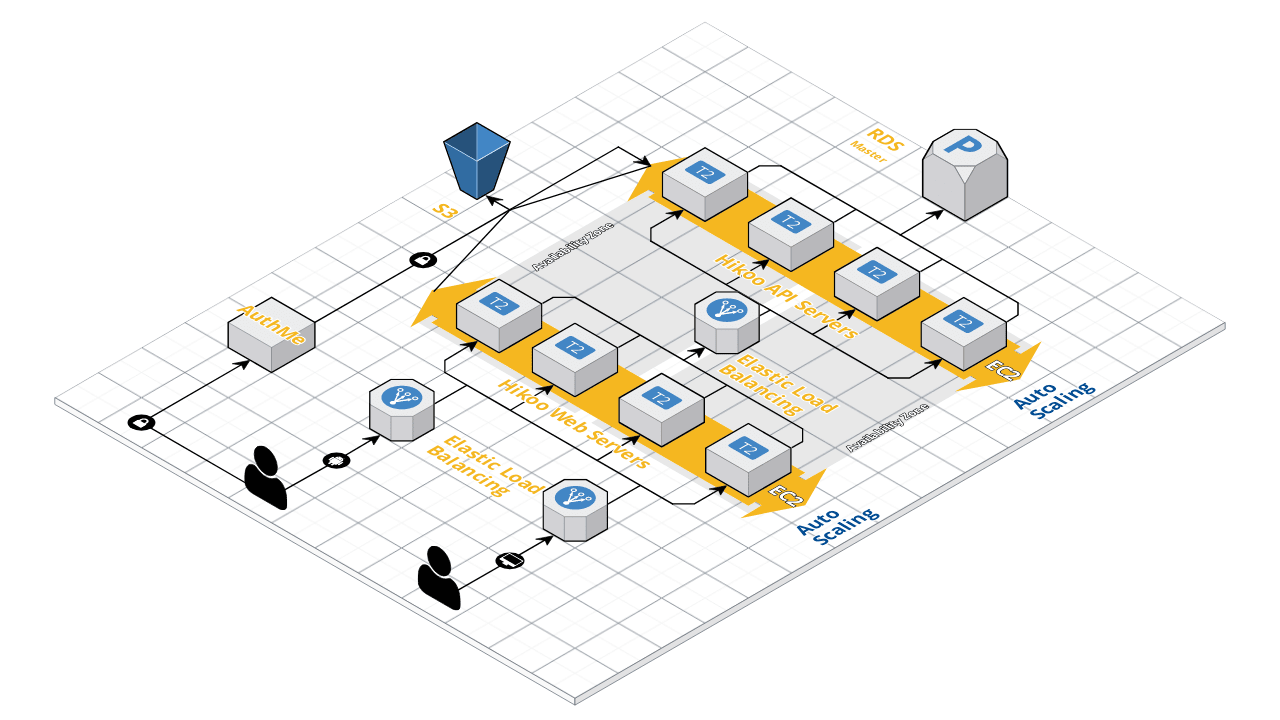 RDS
Master
P
T2
T2
T2
T2
S3
Availability Zone
Hikoo API Servers
EC2
Auto
Scaling
AuthMe
T2
T2
T2
T2
Elastic Load
Balancing
Availability Zone
Hikoo Web Servers
EC2
Auto
Scaling
Elastic Load
Balancing